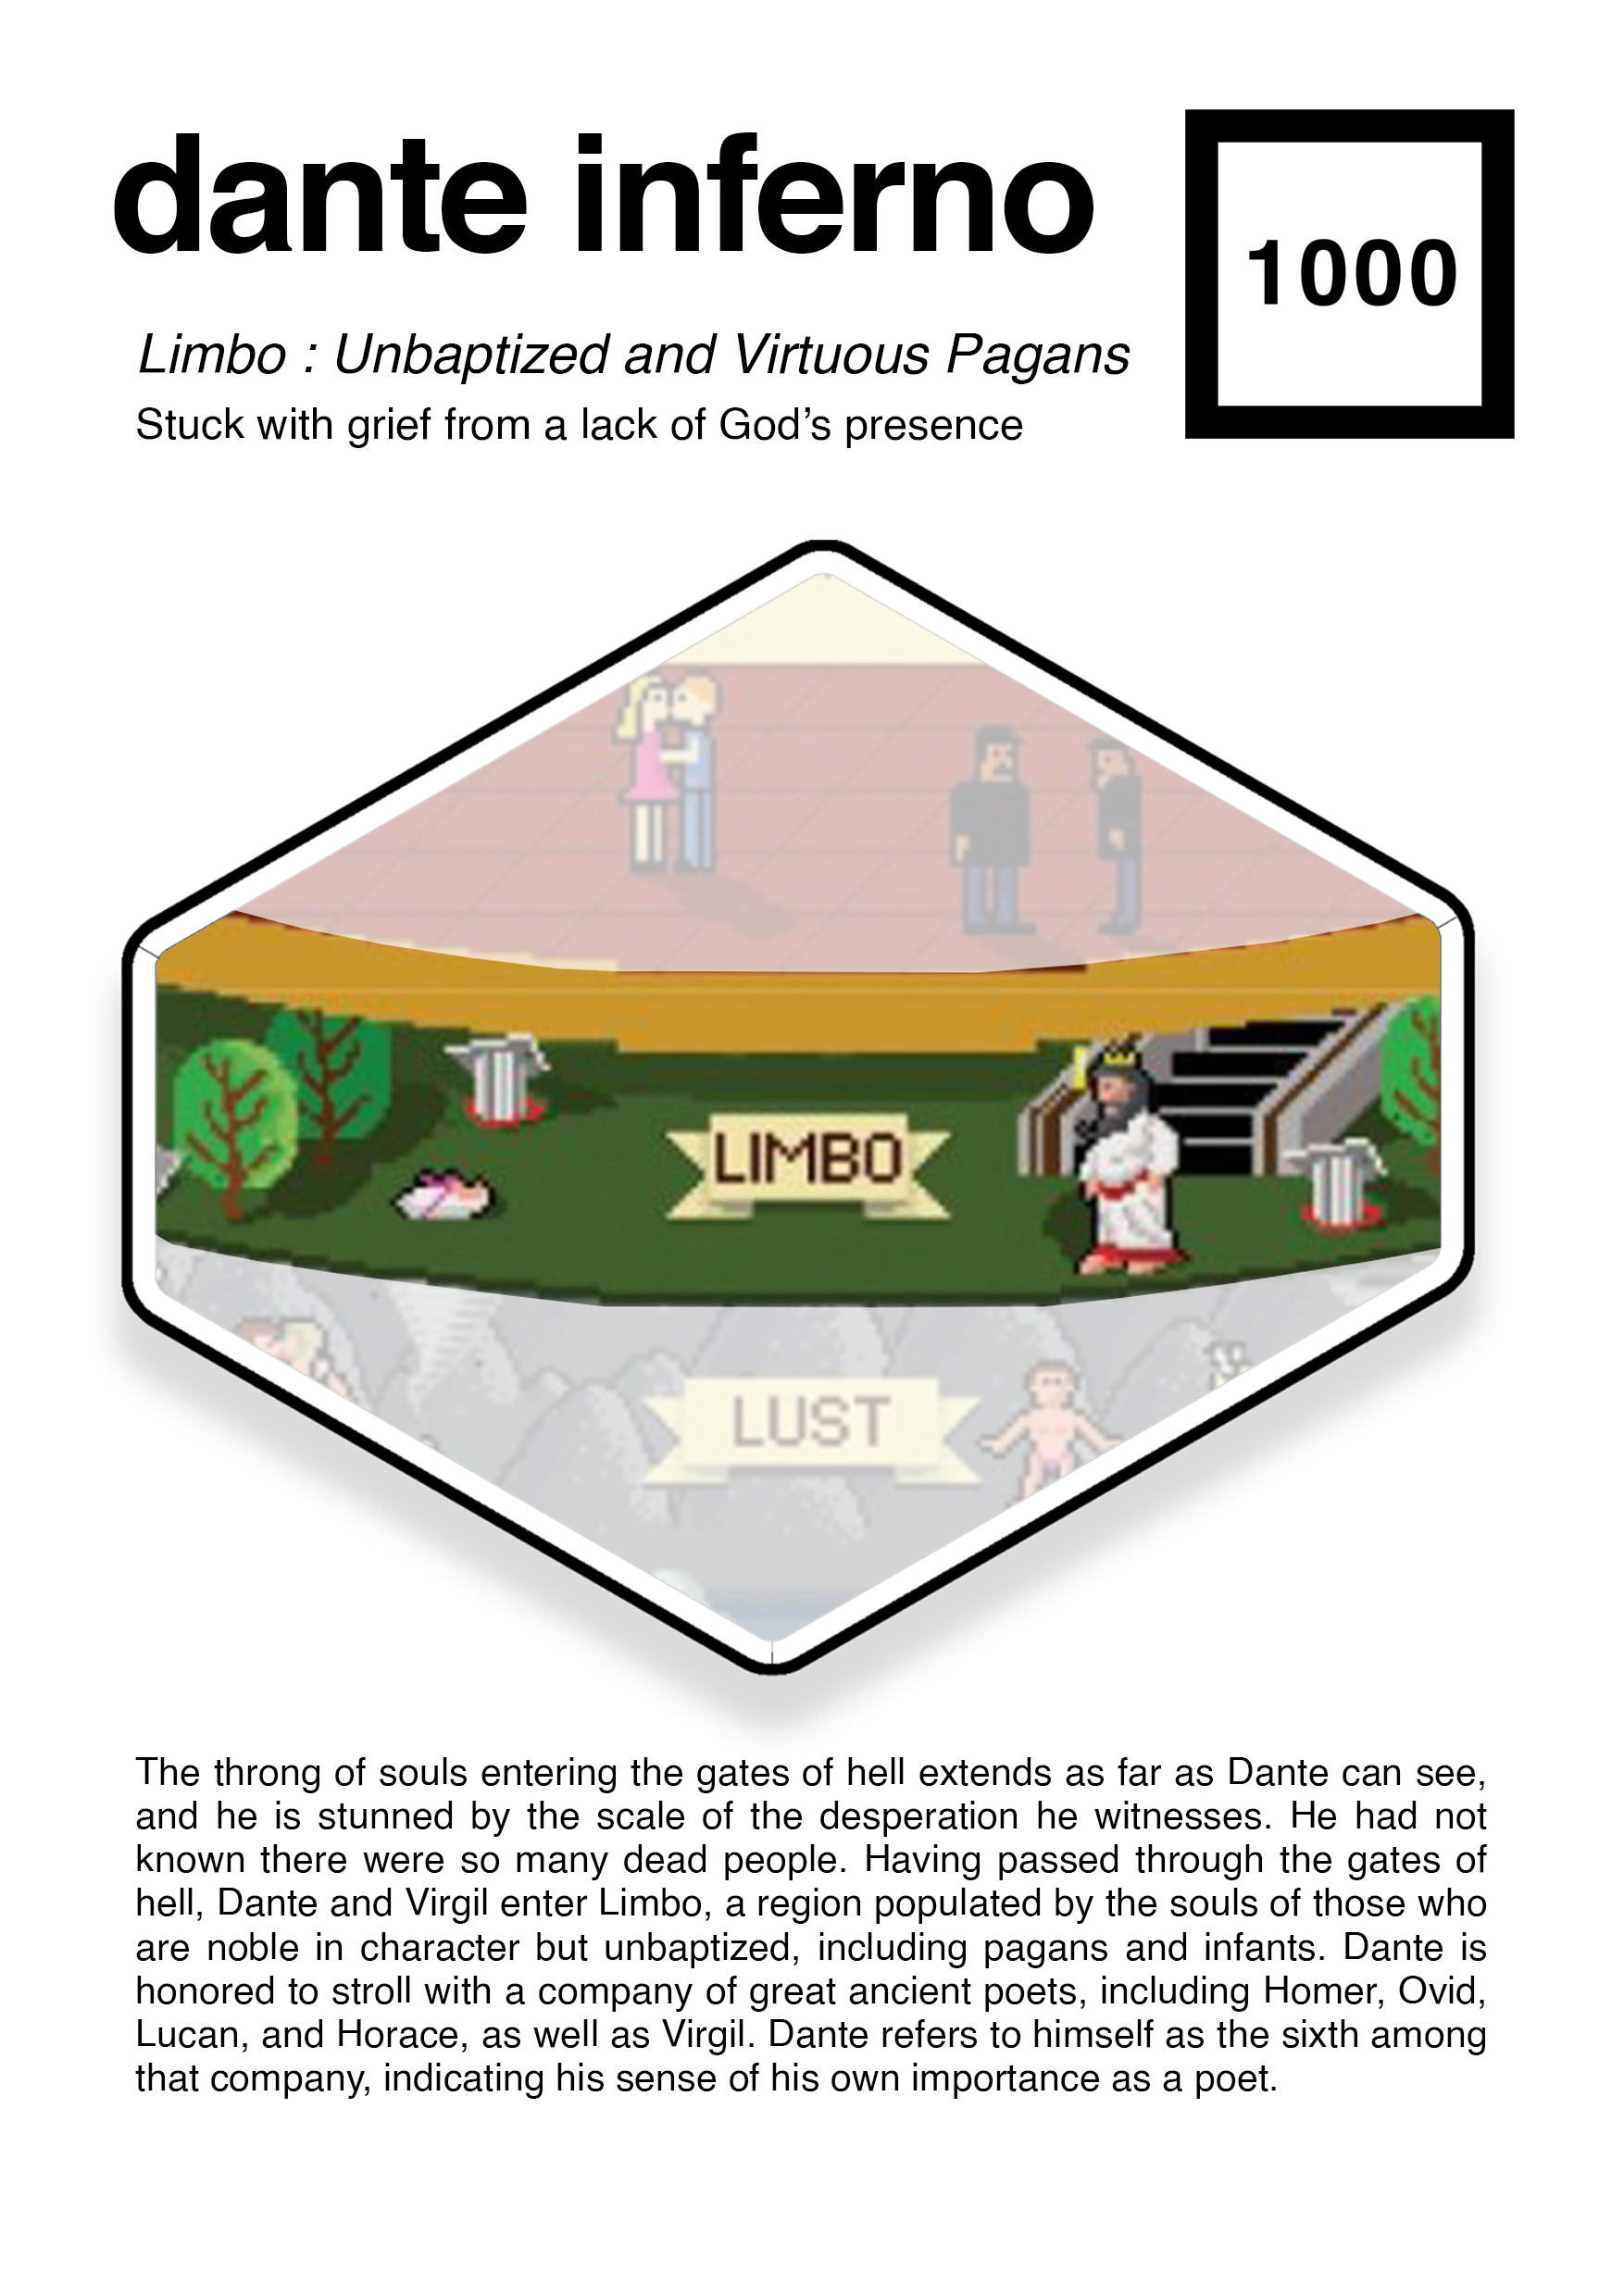 dante inferno
1000
Limbo : Unbaptized and Virtuous Pagans
Stuck with grief from a lack of God’s presence
LIMBO
LUST
The throng of souls entering the gates of hell extends as far as Dante can see,
and he is stunned by the scale of the desperation he witnesses. He had not
known there were so many dead people. Having passed through the gates of
hell, Dante and Virgil enter Limbo, a region populated by the souls of those who
are noble in character but unbaptized, including pagans and infants. Dante is
honored to stroll with a company of great ancient poets, including Homer, Ovid,
Lucan, and Horace, as well as Virgil. Dante refers to himself as the sixth among
that company, indicating his sense of his own importance as a poet.